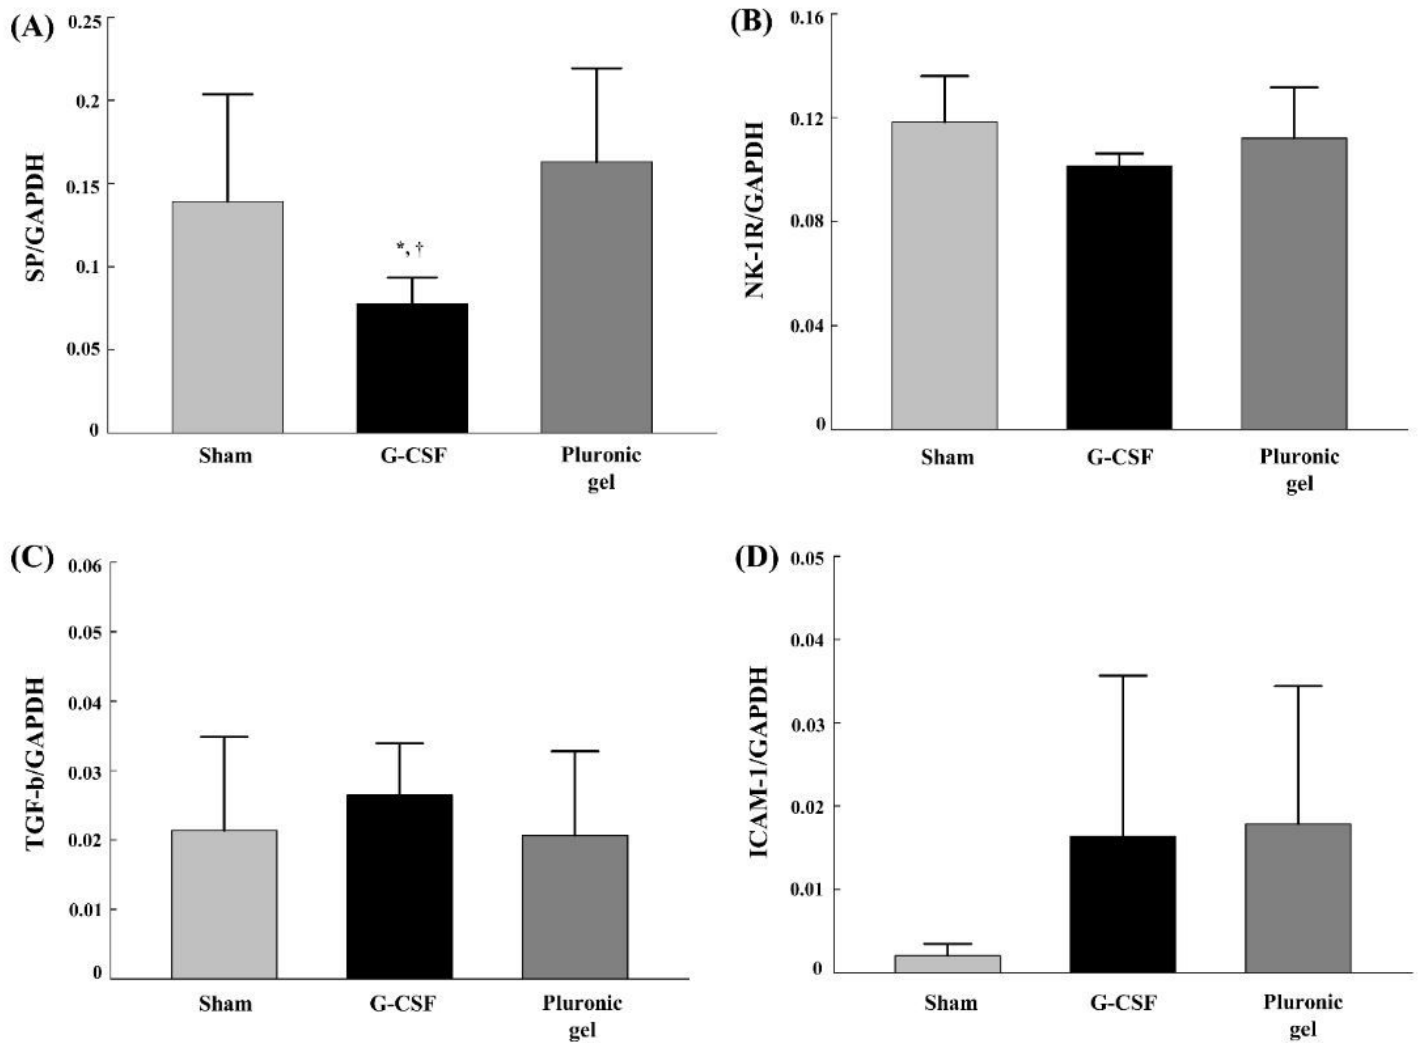 (A)
SP/GAPDH
0.25
0.2
0.15
0.1
0.05
0
*, †
Sham
G-CSF
Pluronic
gel
(B)
NK-1R/GAPDH
0.16
0.12
0.08
0.04
0
Sham
G-CSF
Pluronic
gel
(C)
TGF-b/GAPDH
0.06
0.05
0.04
0.03
0.02
0.01
0
Sham
G-CSF
Pluronic
gel
(D)
ICAM-1/GAPDH
0.05
0.04
0.03
0.02
0.01
0
Sham
G-CSF
Pluronic
gel